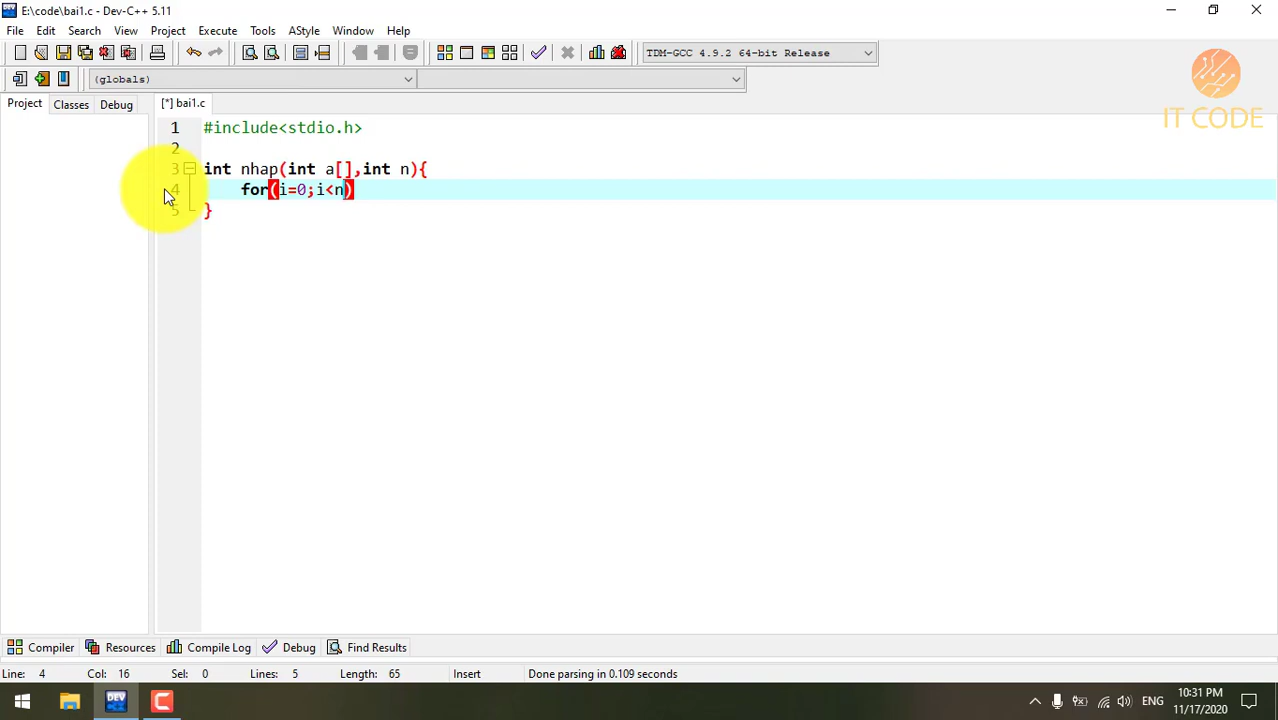 E:\code\bai1.c - Dev-C++ 5.11
File Edit Search View Project Execute Tools AStyle Window Help
TDM-GCC 4.9.2 64-bit Release
(globals)
IT CODE
Project Classes Debug
[*] bai1.c
1 #include<stdio.h>
2
3 int nhap(int a[],int n){
4 for(i=0;i<n)
5 }
Compiler Resources Compile Log Debug Find Results
Line: 4 Col: 16 Sel: 0 Lines: 5 Length: 65 Insert Done parsing in 0.109 seconds
DEV
ENG
10:31 PM
11/17/2020